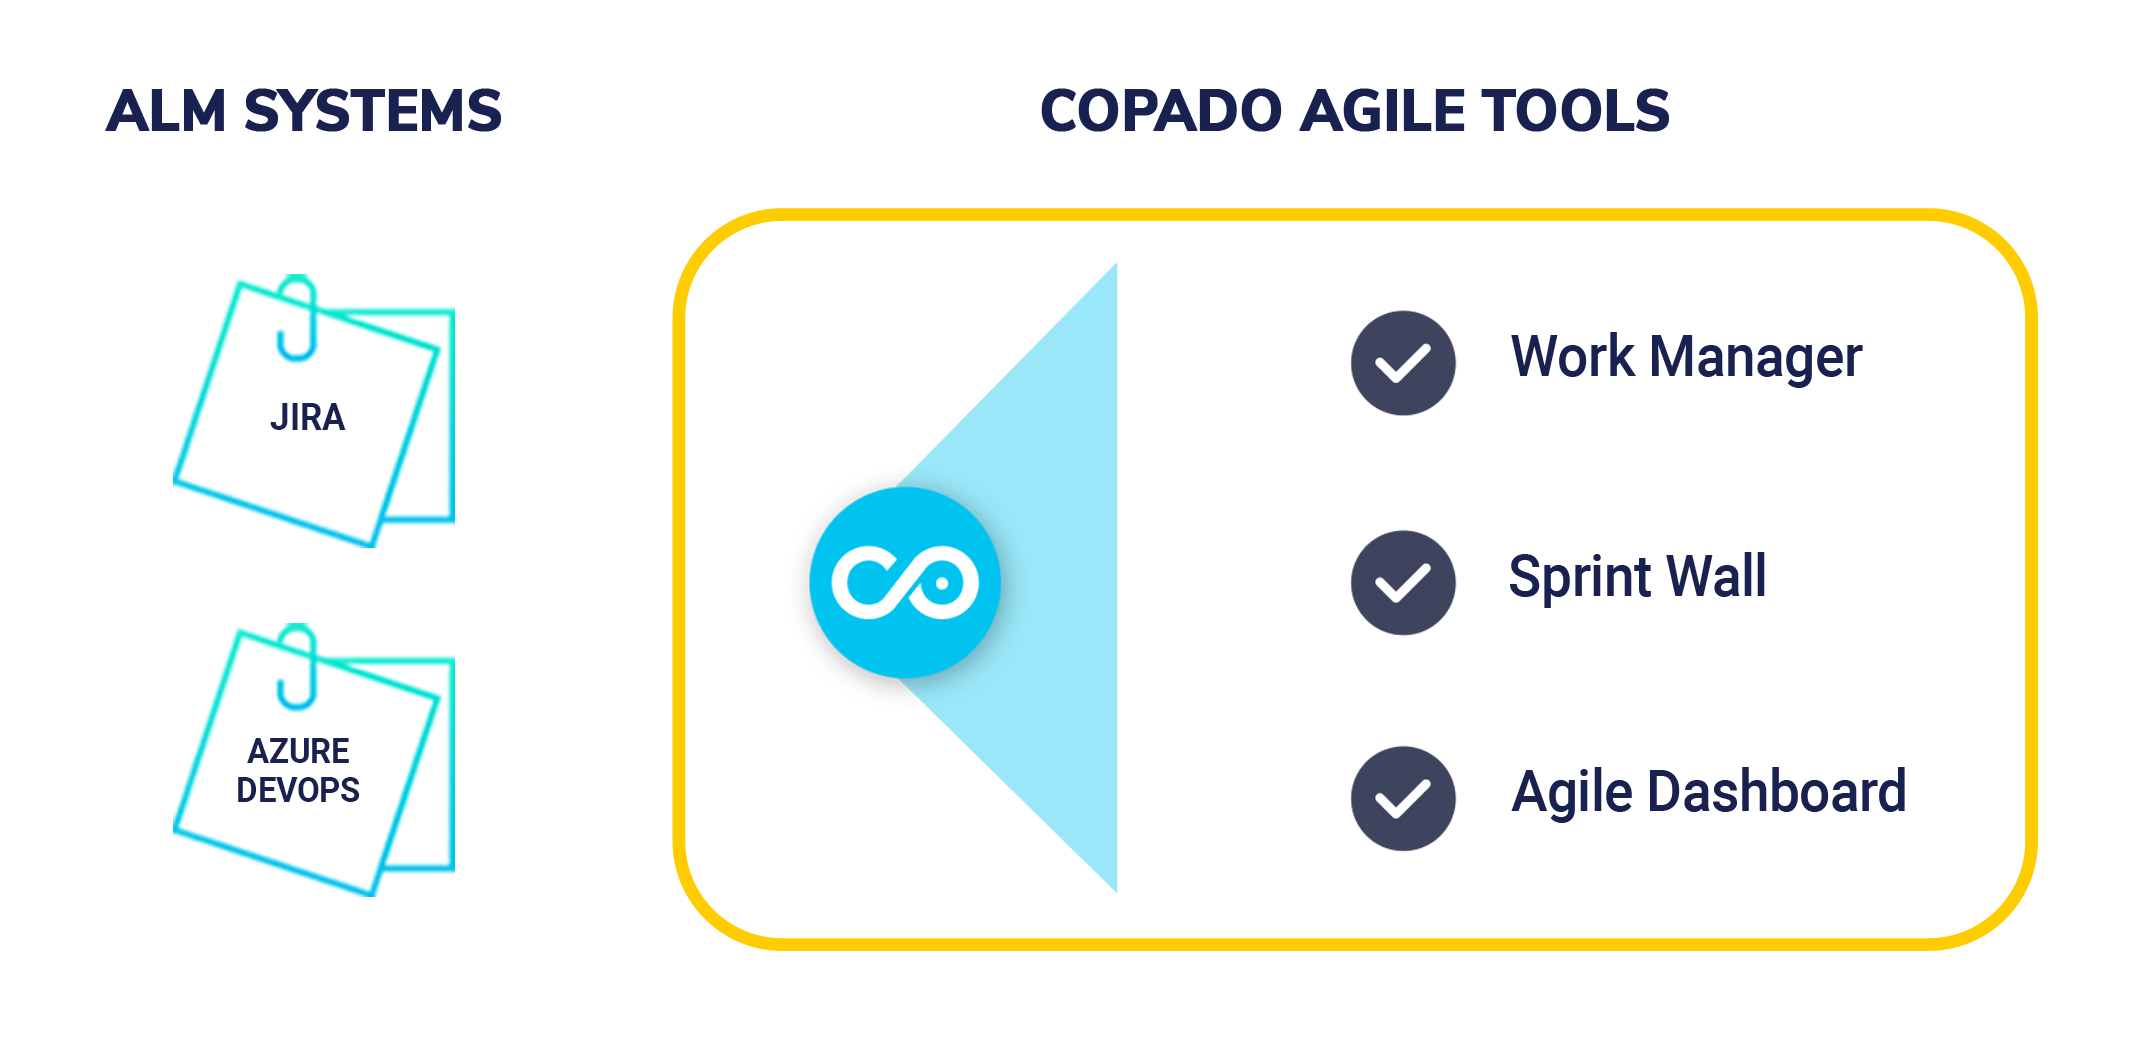 ALM SYSTEMS
COPADO AGILE TOOLS
JIRA
AZURE
DEVOPS
Work Manager
Sprint Wall
Agile Dashboard